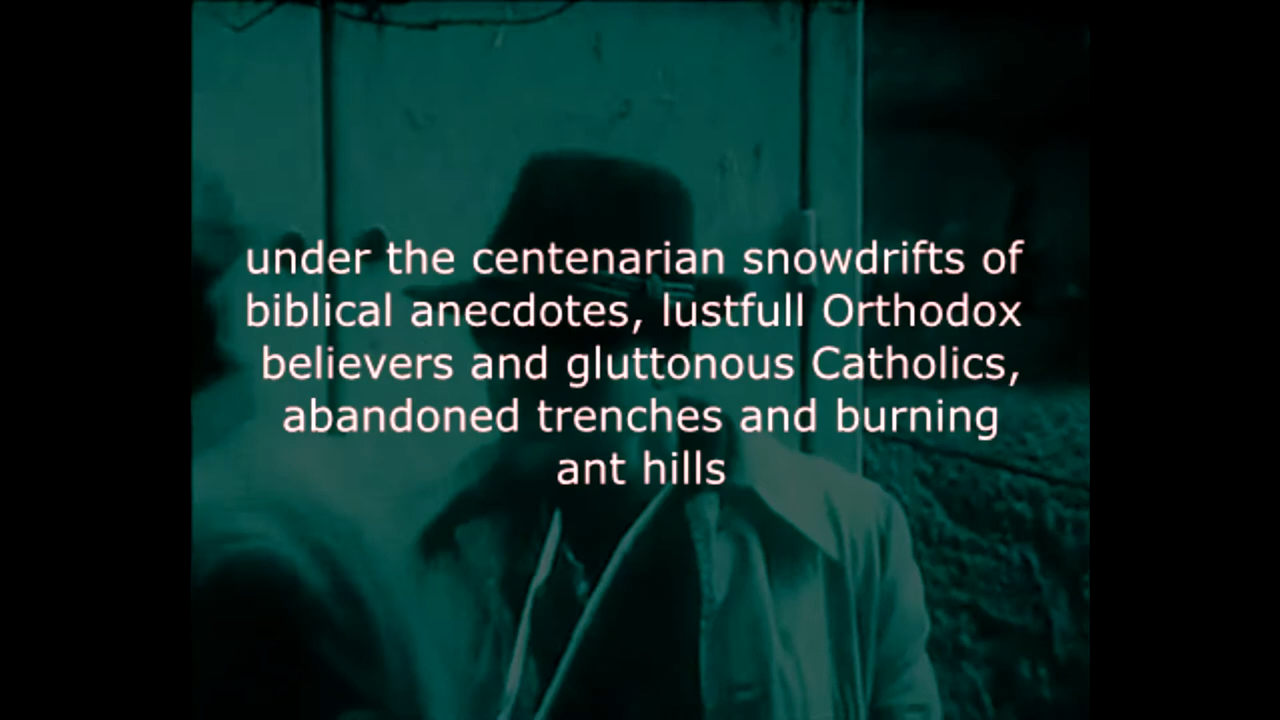 under the centenarian snowdrifts of
biblical anecdotes, lustfull Orthodox
believers and gluttonous Catholics,
abandoned trenches and burning
ant hills